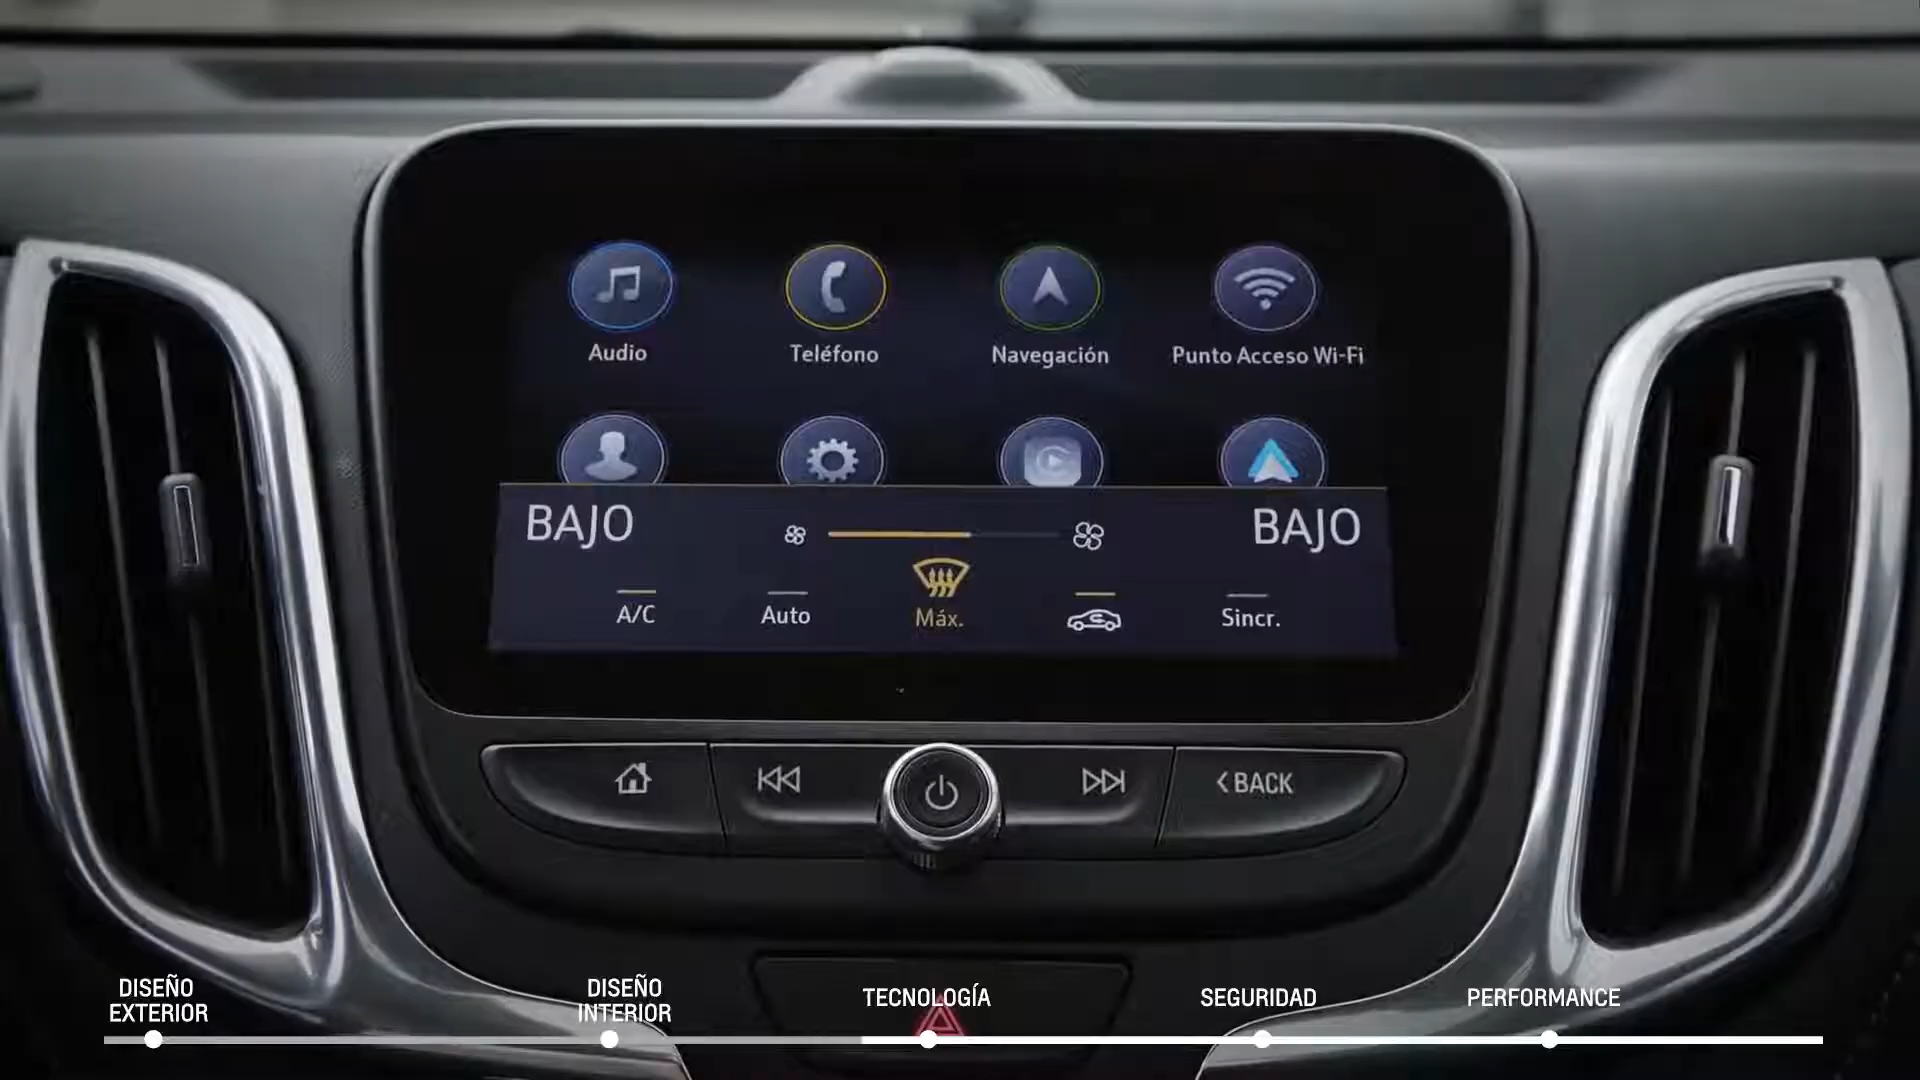 Audio
Teléfono
Navegación
Punto Acceso Wi-Fi
BAJO
BAJO
A/C
Auto
Máx.
Sincr.
BACK
DISEÑO
EXTERIOR
DISEÑO
INTERIOR
TECNOLOGÍA
SEGURIDAD
PERFORMANCE